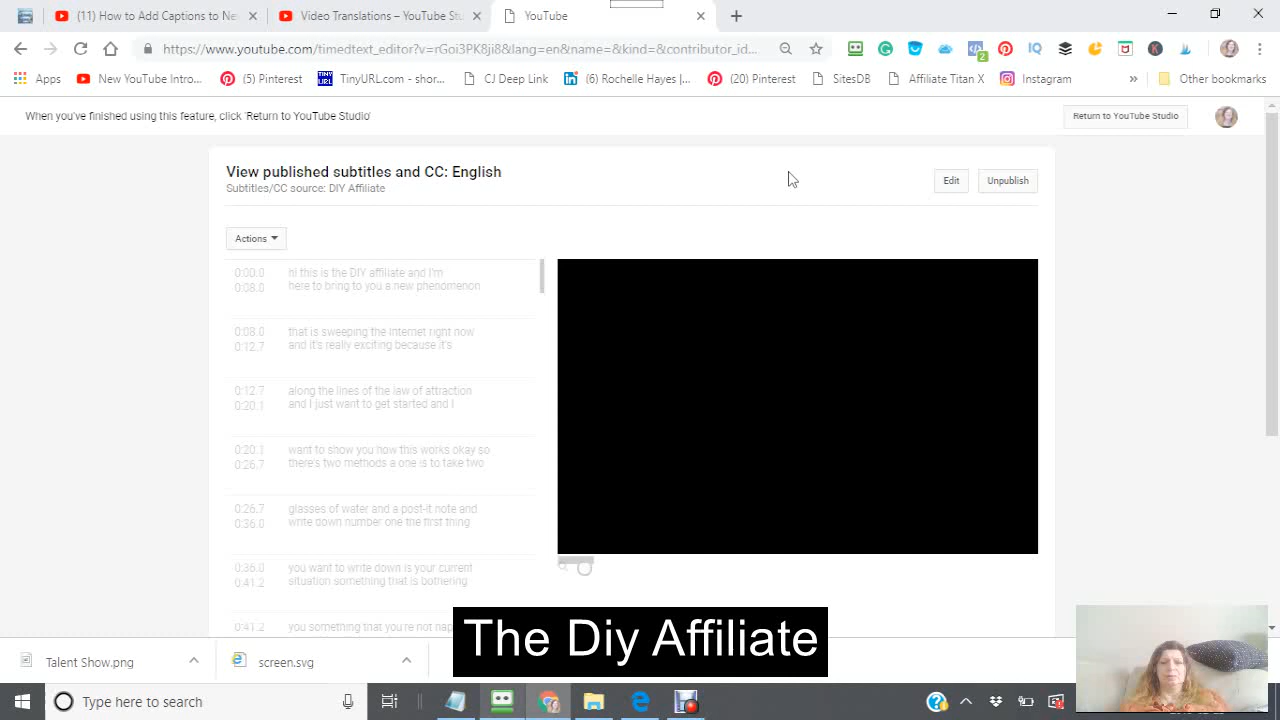 (11) How to Add Captions to Ne
Video Translations – YouTube Stu
YouTube
https://www.youtube.com/timedtext_editor?v=rGoi3PK8ji8&lang=en&name=&kind=&contributor_id...
Apps
New YouTube Intro...
(5) Pinterest
TinyURL.com - shor...
CJ Deep Link
(6) Rochelle Hayes |...
(20) Pinterest
SitesDB
Affiliate Titan X
Instagram
»
Other bookmarks
When you've finished using this feature, click 'Return to YouTube Studio'
Return to YouTube Studio
View published subtitles and CC: English
Subtitles/CC source: DIY Affiliate
Edit
Unpublish
Actions
0:00.0 hi this is the DIY affiliate and I'm
0:08.0 here to bring to you a new phenomenon
0:08.0 that is sweeping the Internet right now
0:12.7 and it's really exciting because it's
0:12.7 along the lines of the law of attraction
0:20.1 and I just want to get started and I
0:20.1 want to show you how this works okay so
0:26.7 there's two methods a one is to take two
0:26.7 glasses of water and a post-it note and
0:36.0 write down number one the first thing
0:36.0 you want to write down is your current
0:41.2 situation something that is bothering
0:41.2 you something that you're not
The Diy Affiliate
Talent Show.png
screen.svg
Type here to search